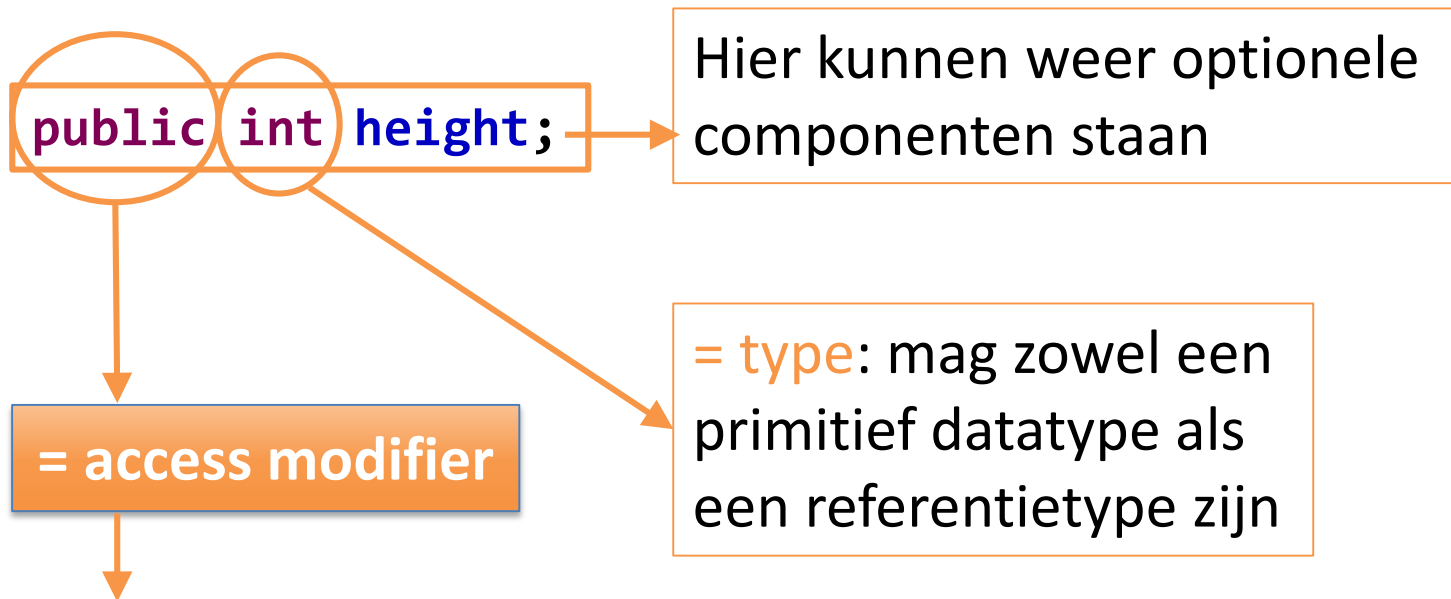 public int height;
Hier kunnen weer optionele
componenten staan
= access modifier
= type: mag zowel een
primitief datatype als
een referentietype zijn